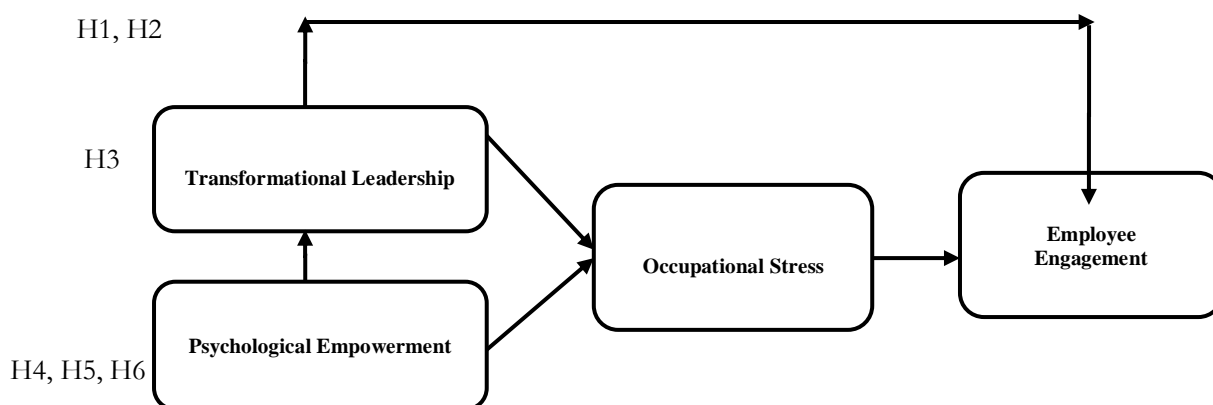 H1, H2
H3
Transformational Leadership
Occupational Stress
Employee
Engagement
Psychological Empowerment
H4, H5, H6